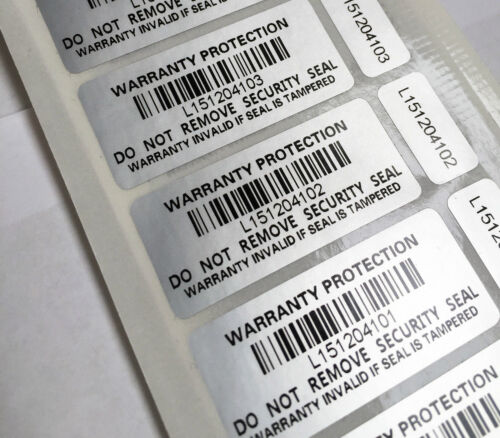 DO NOT REMOVE SECURITY SEAL
WARRANTY INVALID IF SEAL IS TAMPERED
WARRANTY PROTECTION
L151204103
DO NOT REMOVE SECURITY SEAL
WARRANTY INVALID IF SEAL IS TAMPERED
L151204103
WARRANTY PROTECTION
L151204102
DO NOT REMOVE SECURITY SEAL
WARRANTY INVALID IF SEAL IS TAMPERED
L151204102
WARRANTY PROTECTION
L151204101
DO NOT REMOVE SECURITY SEAL
WARRANTY INVALID IF SEAL IS TAMPERED
WARRANTY PROTECTION